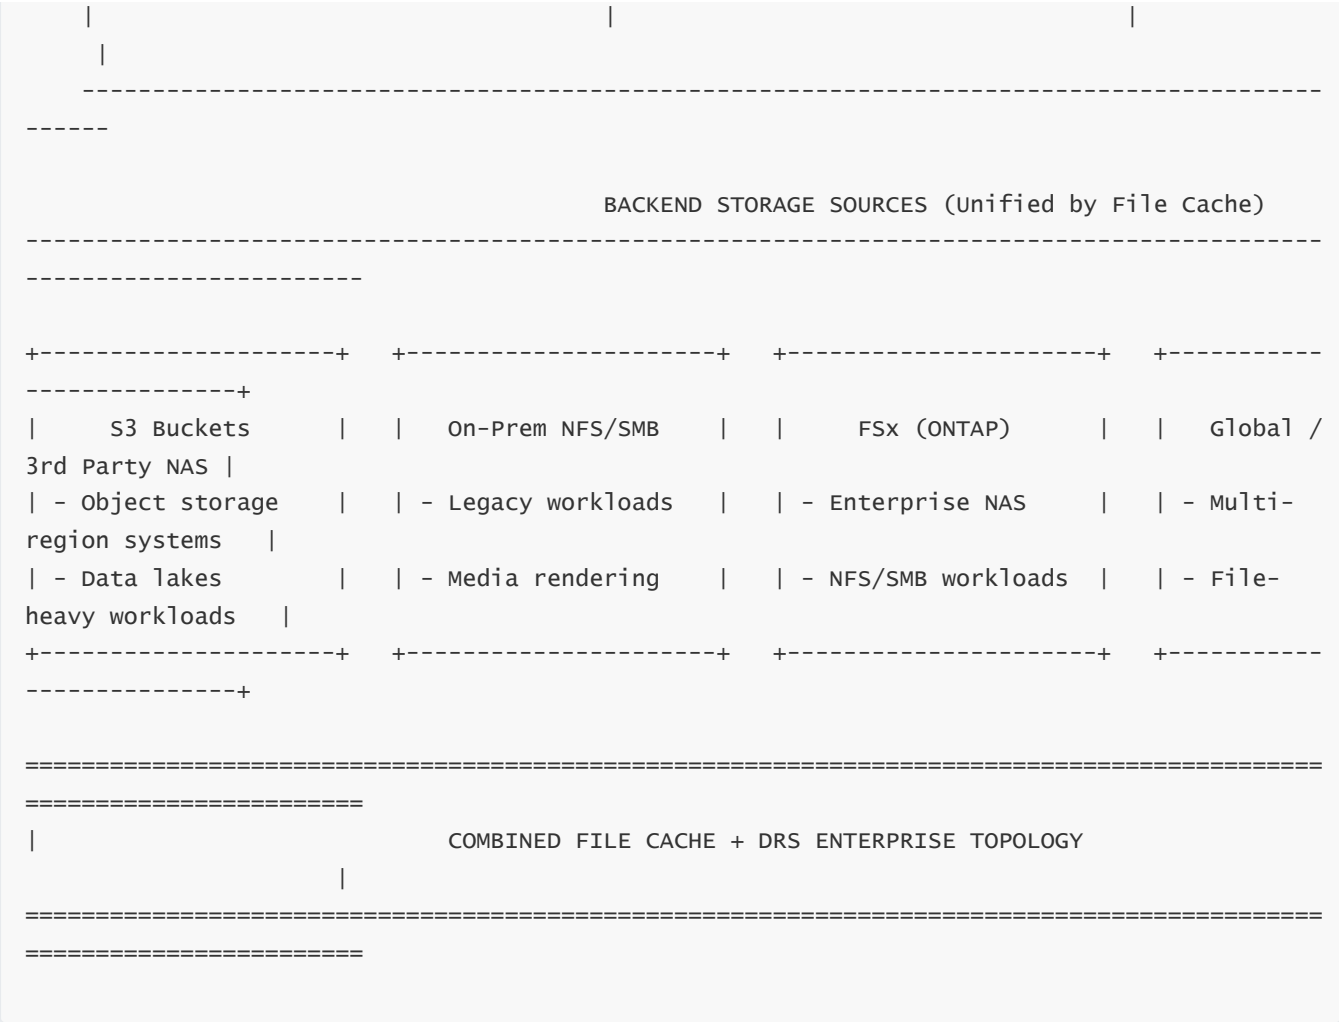 |                                     |                                     |
     |
    ----------------------------------------------------------------------------------------
------
                                         BACKEND STORAGE SOURCES (Unified by File Cache)
--------------------------------------------------------------------------------------------
------------------------
+---------------------+   +----------------------+   +----------------------+   +-----------
---------------+
|     S3 Buckets      |   |   On-Prem NFS/SMB    |   |     FSx (ONTAP)      |   |   Global /
3rd Party NAS |
| - Object storage    |   | - Legacy workloads   |   | - Enterprise NAS     |   | - Multi-
region systems   |
| - Data lakes        |   | - Media rendering    |   | - NFS/SMB workloads  |   | - File-
heavy workloads   |
+---------------------+   +----------------------+   +----------------------+   +-----------
---------------+
============================================================================================
========================
|                             COMBINED FILE CACHE + DRS ENTERPRISE TOPOLOGY
                      |
============================================================================================
========================